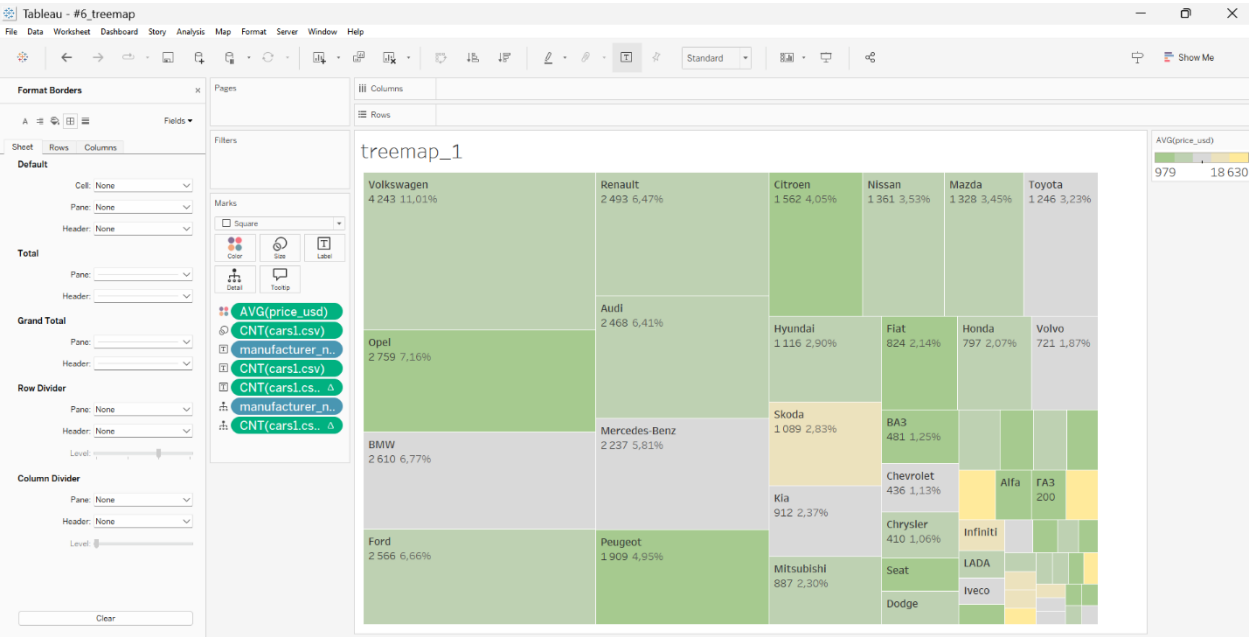 Tableau - #6_treemap
File Data Worksheet Dashboard Story Analysis Map Format Server Window Help
Standard
Show Me
Format Borders
Fields
Sheet Rows Columns
Default
Cell: None
Pane: None
Header: None
Total
Pane:
Header:
Grand Total
Pane:
Header:
Row Divider
Pane: None
Header: None
Level:
Column Divider
Pane: None
Header: None
Level:
Clear
Pages
Filters
Marks
Square
Color Size Label
Detail Tooltip
AVG(price_usd)
CNT(cars1.csv)
manufacturer_n..
CNT(cars1.csv)
CNT(cars1.cs.. Δ
manufacturer_n..
CNT(cars1.cs.. Δ
Columns
Rows
treemap_1
Volkswagen
4 243 11,01%
Opel
2 759 7,16%
BMW
2 610 6,77%
Ford
2 566 6,66%
Renault
2 493 6,47%
Audi
2 468 6,41%
Mercedes-Benz
2 237 5,81%
Peugeot
1 909 4,95%
Citroen
1 562 4,05%
Nissan
1 361 3,53%
Mazda
1 328 3,45%
Toyota
1 246 3,23%
Hyundai
1 116 2,90%
Skoda
1 089 2,83%
Kia
912 2,37%
Mitsubishi
887 2,30%
Fiat
824 2,14%
Honda
797 2,07%
Volvo
721 1,87%
ВАЗ
481 1,25%
Chevrolet
436 1,13%
Chrysler
410 1,06%
Seat
Dodge
Alfa
ГАЗ
200
Infiniti
LADA
Iveco
AVG(price_usd)
979 18 630